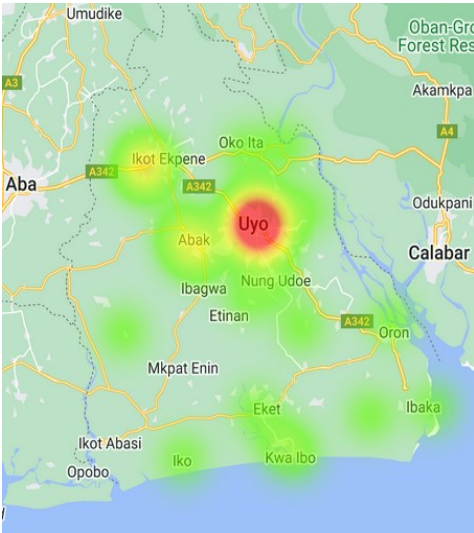 Umudike
Oban-Gro
Forest Res
A3
Akamkpa
A4
Oko Ita
Ikot Ekpene
A342
A342
Aba
Odukpani
Uyo
Abak
Calabar
Nung Udoe
Ibagwa
Etinan
A342
Oron
Mkpat Enin
Eket
Ibaka
Ikot Abasi
Kwa Ibo
Iko
Opobo